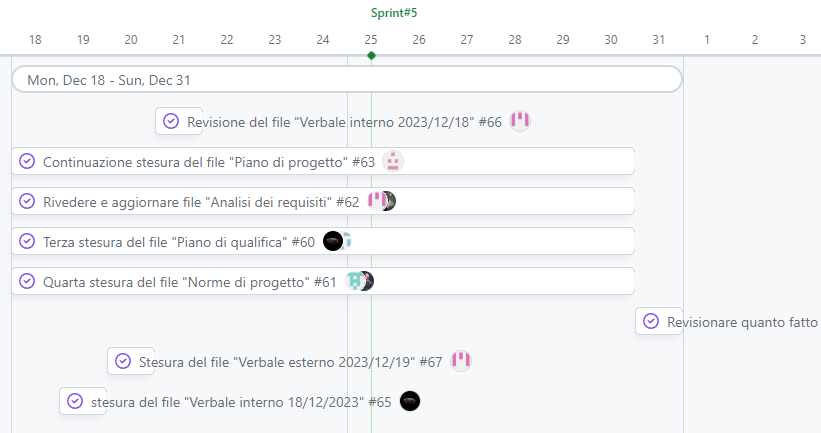 Sprint#5
18 19 20 21 22 23 24 25 26 27 28 29 30 31 1 2 3
Mon, Dec 18 - Sun, Dec 31
Revisione del file "Verbale interno 2023/12/18" #66
Continuazione stesura del file "Piano di progetto" #63
Rivedere e aggiornare file "Analisi dei requisiti" #62
Terza stesura del file "Piano di qualifica" #60
Quarta stesura del file "Norme di progetto" #61
Revisionare quanto fatto
Stesura del file "Verbale esterno 2023/12/19" #67
stesura del file "Verbale interno 18/12/2023" #65